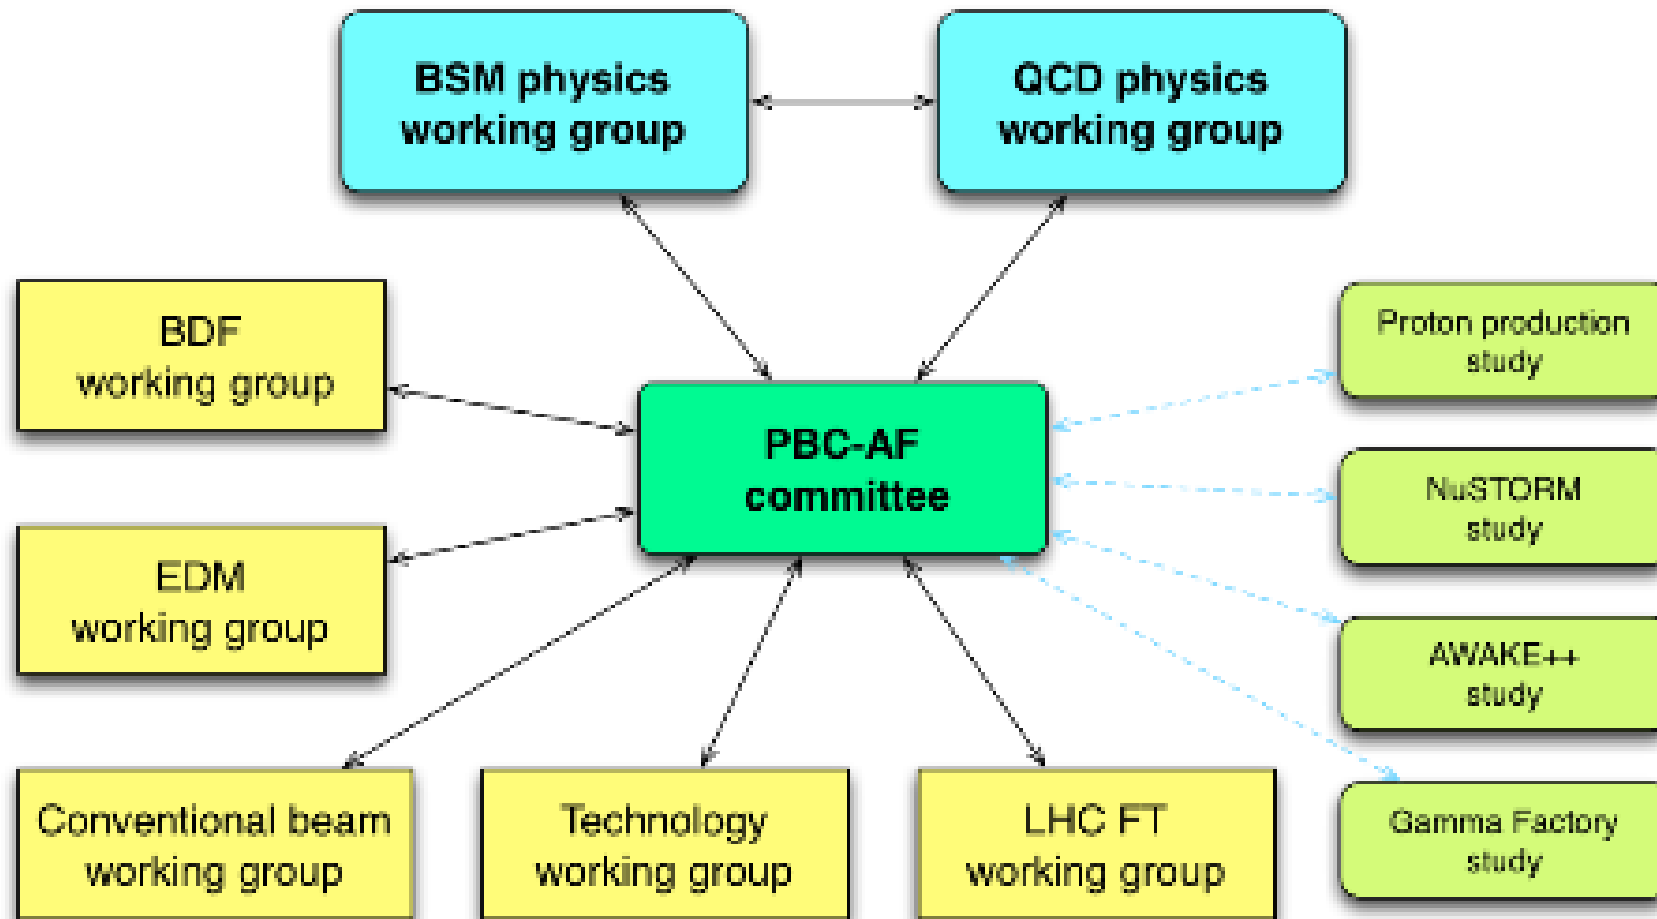 BSM physics
working group
QCD physics
working group
BDF
working group
Proton production
study
PBC-AF
committee
NuSTORM
study
EDM
working group
AWAKE++
study
Conventional beam
working group
Technology
working group
LHC FT
working group
Gamma Factory
study